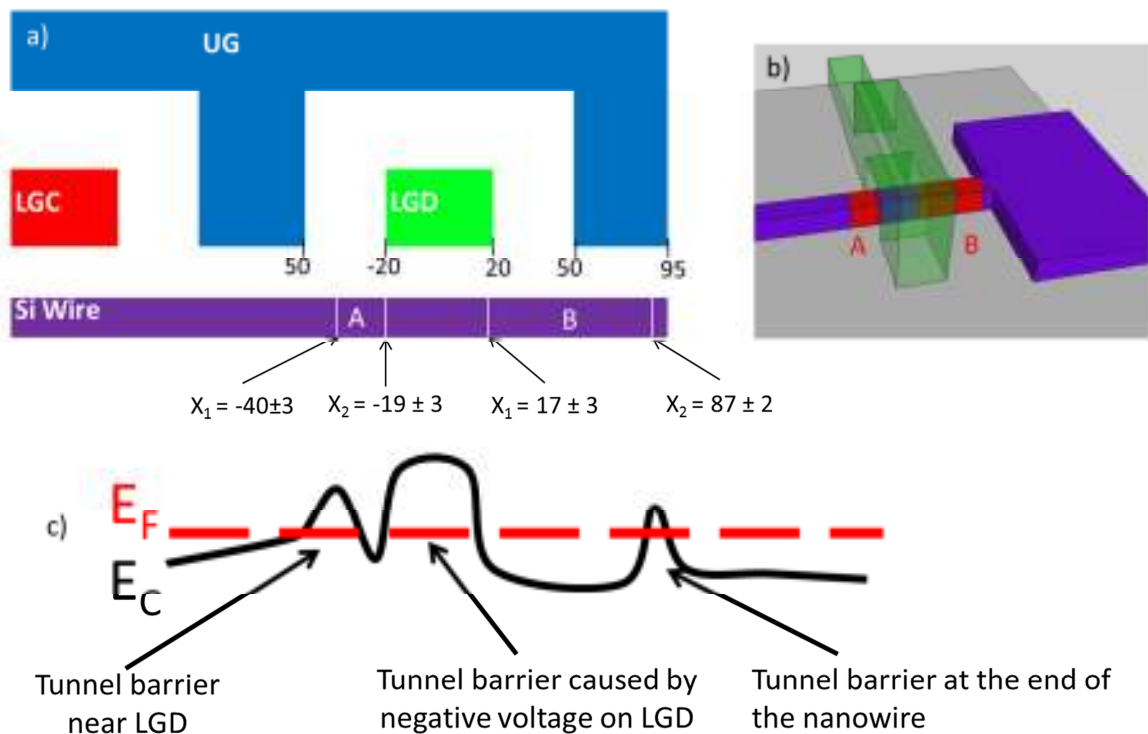 a)
UG
b)
LGC
LGD
50
-20
20
50
95
Si Wire
A
B
A
B
X₁ = -40±3
X₂ = -19 ± 3
X₁ = 17 ± 3
X₂ = 87 ± 2
c)
E_F
E_C
Tunnel barrier
near LGD
Tunnel barrier caused by
negative voltage on LGD
Tunnel barrier at the end of
the nanowire